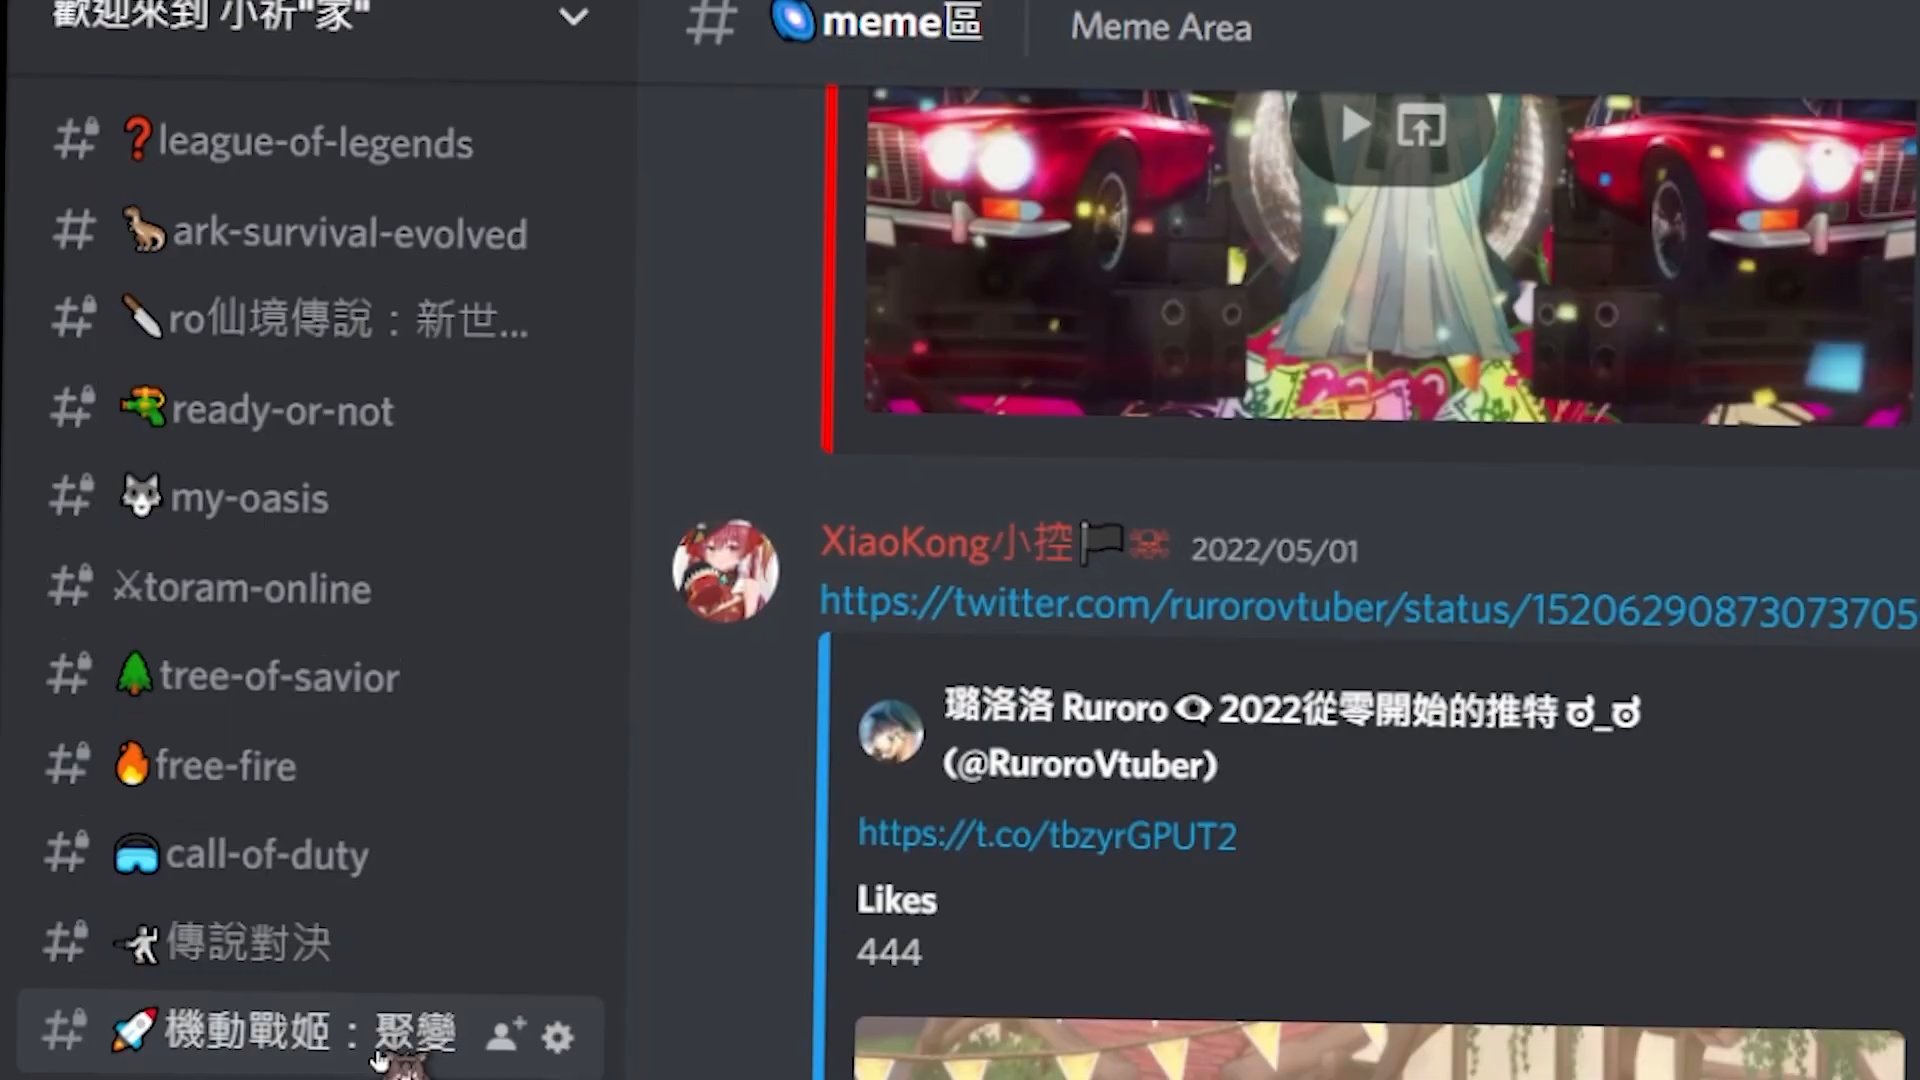 歡迎來到 小祈"家"
meme區
Meme Area
league-of-legends
ark-survival-evolved
ro仙境傳說：新世...
ready-or-not
my-oasis
toram-online
tree-of-savior
free-fire
call-of-duty
傳說對決
機動戰姬：聚變
XiaoKong小控 2022/05/01
https://twitter.com/rurorovtuber/status/15206290873073705
璐洛洛 Ruroro👁2022從零開始的推特 ಠ_ಠ
(@RuroroVtuber)
https://t.co/tbzyrGPUT2
Likes
444